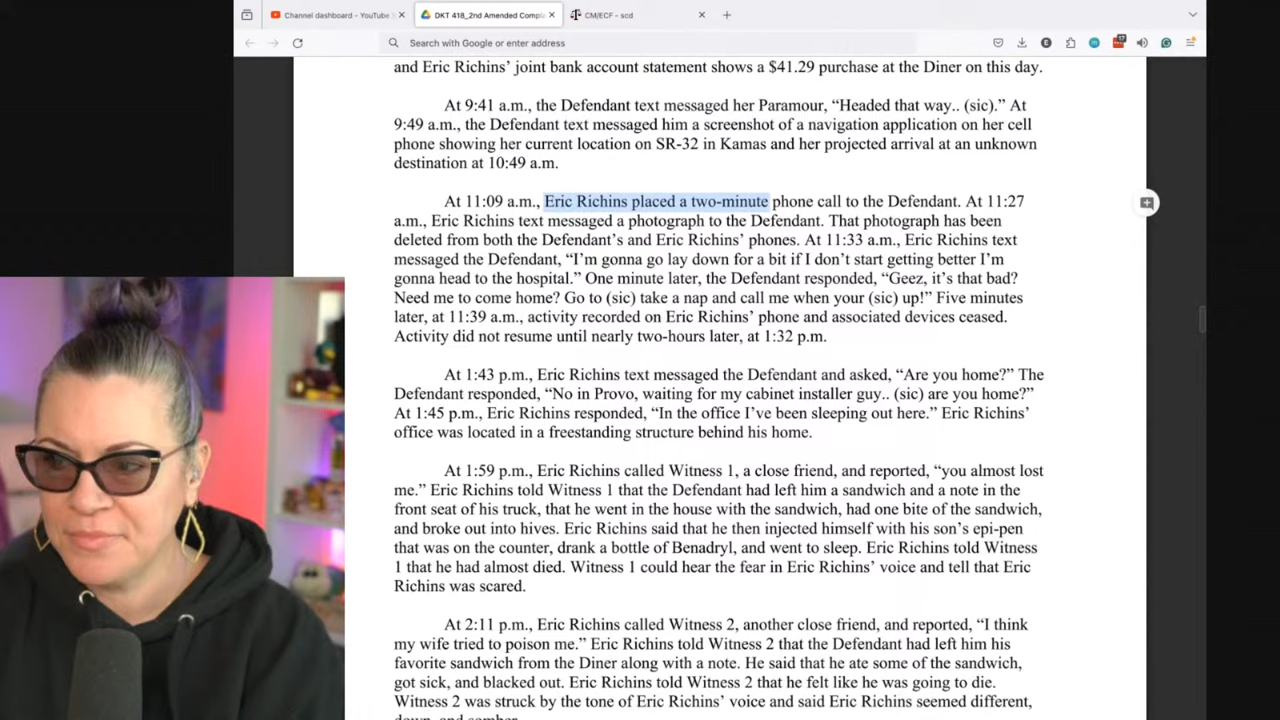 Channel dashboard - YouTube
DKT 418_2nd Amended Compla
CM/ECF - scd
Search with Google or enter address
and Eric Richins’ joint bank account statement shows a $41.29 purchase at the Diner on this day.
At 9:41 a.m., the Defendant text messaged her Paramour, “Headed that way.. (sic).” At
9:49 a.m., the Defendant text messaged him a screenshot of a navigation application on her cell
phone showing her current location on SR-32 in Kamas and her projected arrival at an unknown
destination at 10:49 a.m.
At 11:09 a.m., Eric Richins placed a two-minute phone call to the Defendant. At 11:27
a.m., Eric Richins text messaged a photograph to the Defendant. That photograph has been
deleted from both the Defendant’s and Eric Richins’ phones. At 11:33 a.m., Eric Richins text
messaged the Defendant, “I’m gonna go lay down for a bit if I don’t start getting better I’m
gonna head to the hospital.” One minute later, the Defendant responded, “Geez, it’s that bad?
Need me to come home? Go to (sic) take a nap and call me when your (sic) up!” Five minutes
later, at 11:39 a.m., activity recorded on Eric Richins’ phone and associated devices ceased.
Activity did not resume until nearly two-hours later, at 1:32 p.m.
At 1:43 p.m., Eric Richins text messaged the Defendant and asked, “Are you home?” The
Defendant responded, “No in Provo, waiting for my cabinet installer guy.. (sic) are you home?”
At 1:45 p.m., Eric Richins responded, “In the office I’ve been sleeping out here.” Eric Richins’
office was located in a freestanding structure behind his home.
At 1:59 p.m., Eric Richins called Witness 1, a close friend, and reported, “you almost lost
me.” Eric Richins told Witness 1 that the Defendant had left him a sandwich and a note in the
front seat of his truck, that he went in the house with the sandwich, had one bite of the sandwich,
and broke out into hives. Eric Richins said that he then injected himself with his son’s epi-pen
that was on the counter, drank a bottle of Benadryl, and went to sleep. Eric Richins told Witness
1 that he had almost died. Witness 1 could hear the fear in Eric Richins’ voice and tell that Eric
Richins was scared.
At 2:11 p.m., Eric Richins called Witness 2, another close friend, and reported, “I think
my wife tried to poison me.” Eric Richins told Witness 2 that the Defendant had left him his
favorite sandwich from the Diner along with a note. He said that he ate some of the sandwich,
got sick, and blacked out. Eric Richins told Witness 2 that he felt like he was going to die.
Witness 2 was struck by the tone of Eric Richins’ voice and said Eric Richins seemed different,
down, and somber.